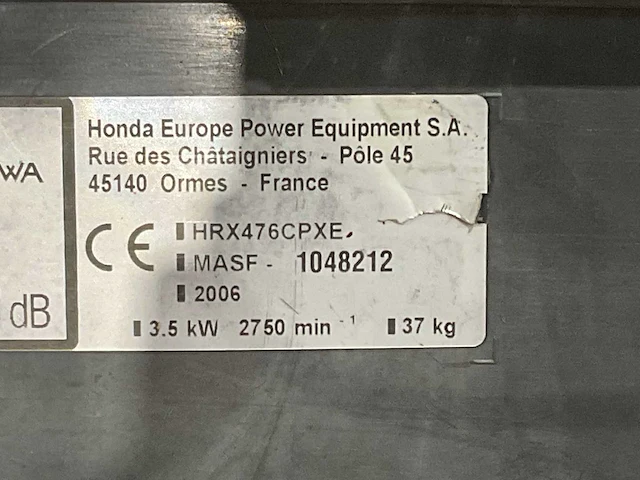 Honda Europe Power Equipment S.A.
Rue des Châtaigniers - Pôle 45
45140 Ormes - France
WA
CE
HRX476CPXE
MASF - 1048212
2006
dB
3.5 kW 2750 min -1 37 kg